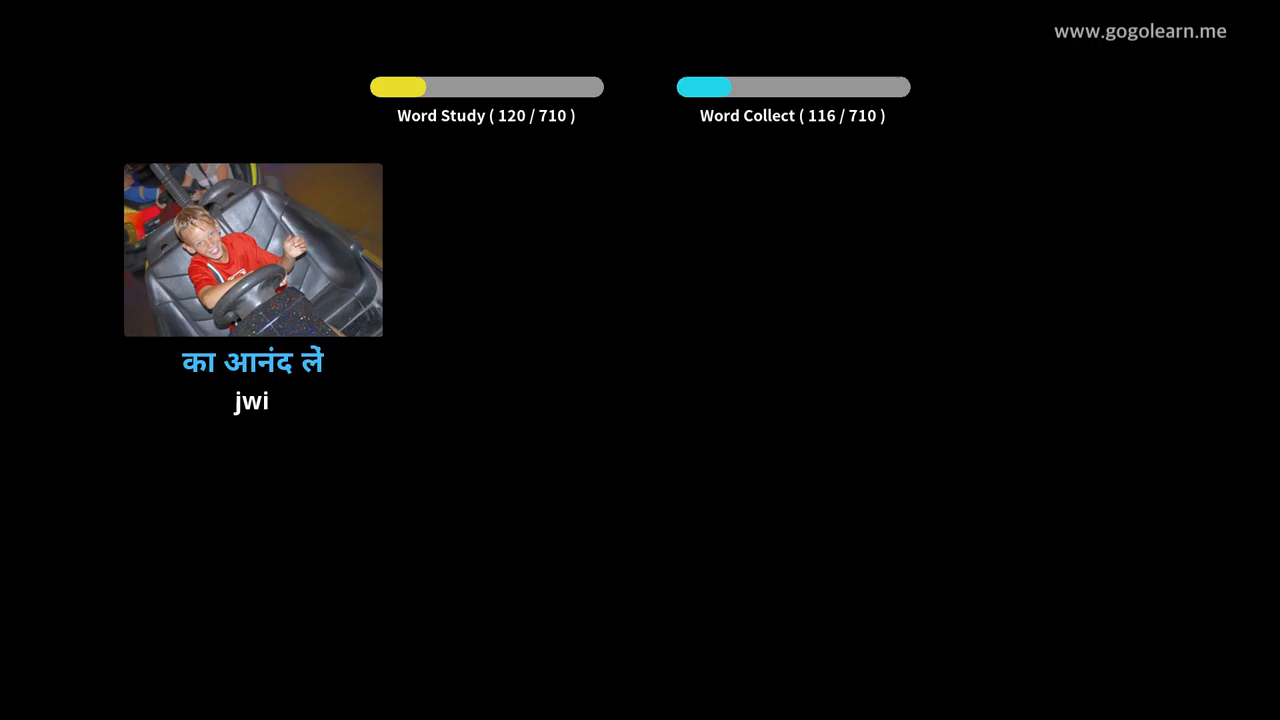 www.gogolearn.me
Word Study ( 120 / 710 )
Word Collect ( 116 / 710 )
का आनंद लें
jwi